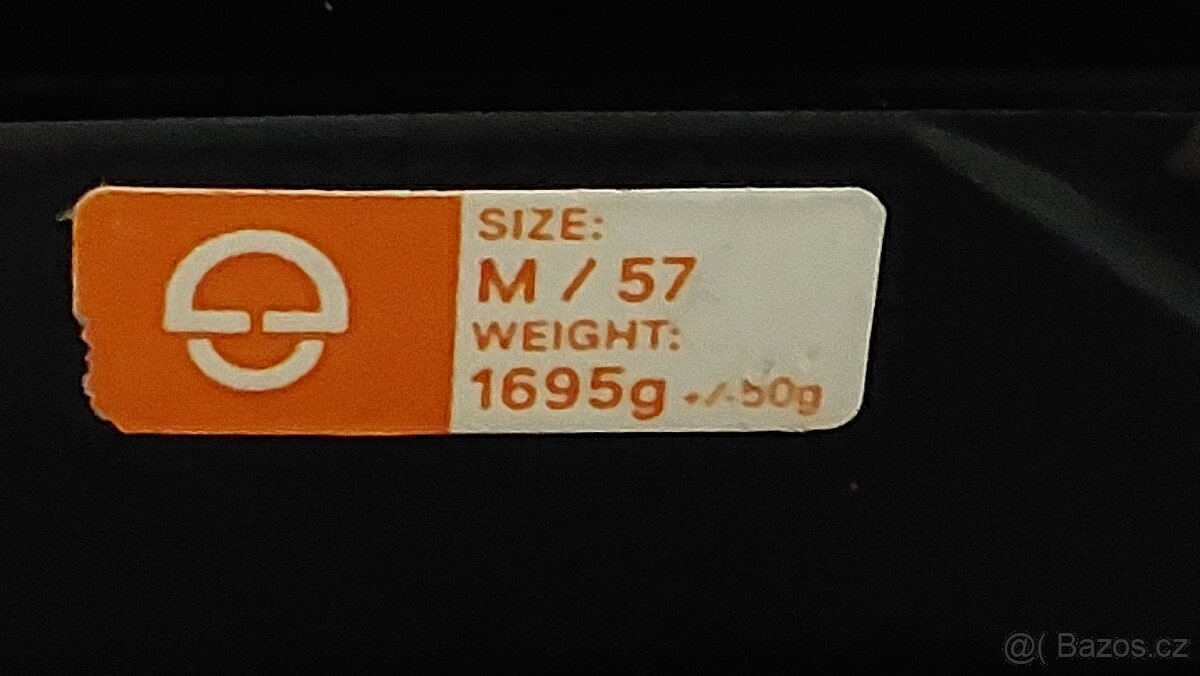 SIZE:
M / 57
WEIGHT:
1695g +/-50g
@( Bazos.cz